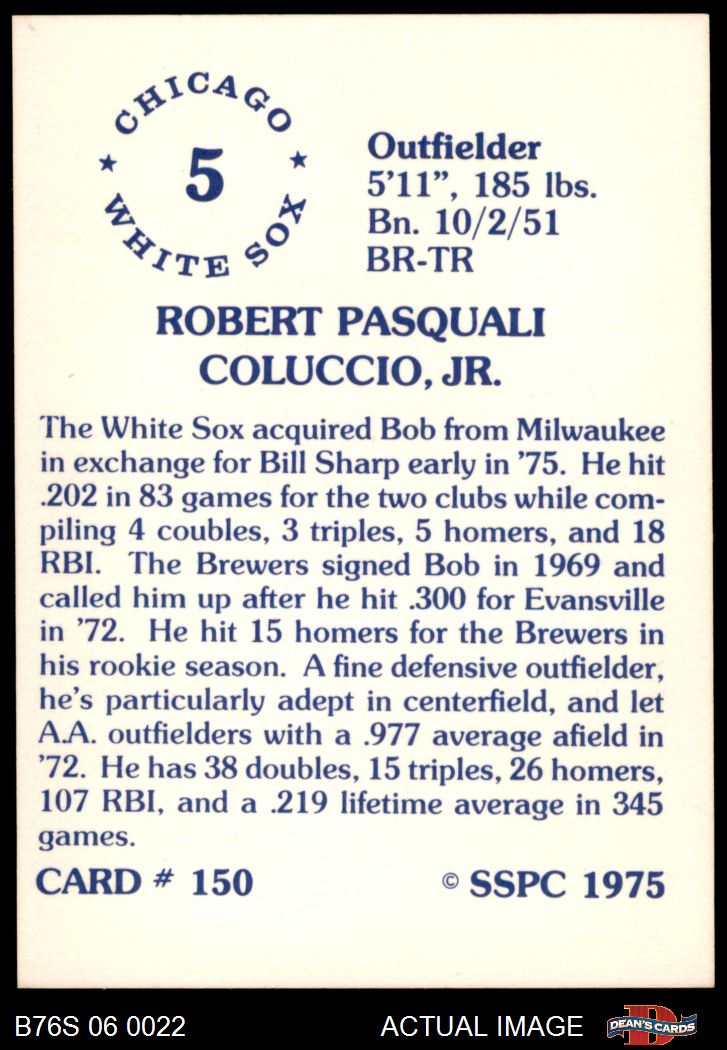 CHICAGO
★ 5 ★
WHITE SOX
Outfielder
5'11”, 185 lbs.
Bn. 10/2/51
BR-TR
ROBERT PASQUALI
COLUCCIO, JR.
The White Sox acquired Bob from Milwaukee
in exchange for Bill Sharp early in ’75. He hit
.202 in 83 games for the two clubs while com-
piling 4 coubles, 3 triples, 5 homers, and 18
RBI. The Brewers signed Bob in 1969 and
called him up after he hit .300 for Evansville
in ’72. He hit 15 homers for the Brewers in
his rookie season. A fine defensive outfielder,
he’s particularly adept in centerfield, and let
A.A. outfielders with a .977 average afield in
’72. He has 38 doubles, 15 triples, 26 homers,
107 RBI, and a .219 lifetime average in 345
games.
CARD # 150
© SSPC 1975
B76S 06 0022
ACTUAL IMAGE
D
DEAN'S CARDS